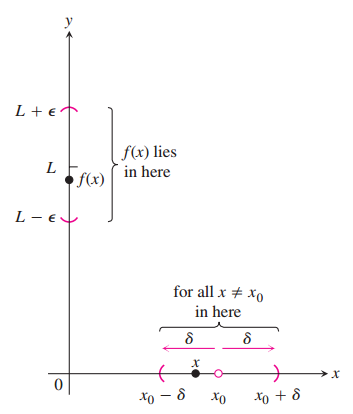 y
L + ϵ
f(x) lies
in here
L
f(x)
L − ϵ
for all x ≠ x₀
in here
δ δ
x
x
0
x₀ − δ x₀ x₀ + δ